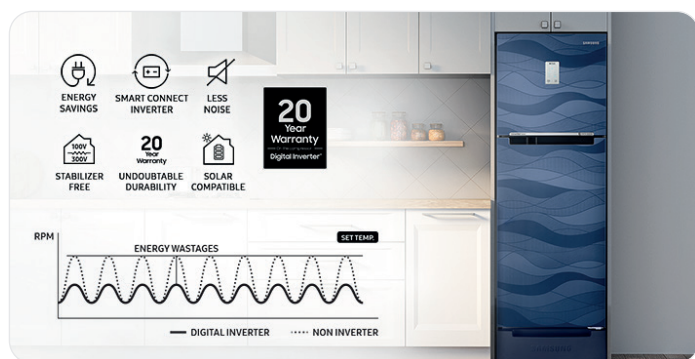 ENERGY
SAVINGS
SMART CONNECT
INVERTER
LESS
NOISE
100V
300V
STABILIZER
FREE
20
Year
Warranty
UNDOUBTABLE
DURABILITY
SOLAR
COMPATIBLE
20
Year
Warranty
Digital Inverter
SAMSUNG
RPM
ENERGY WASTAGES
SET TEMP.
DIGITAL INVERTER
NON INVERTER
SAMSUNG